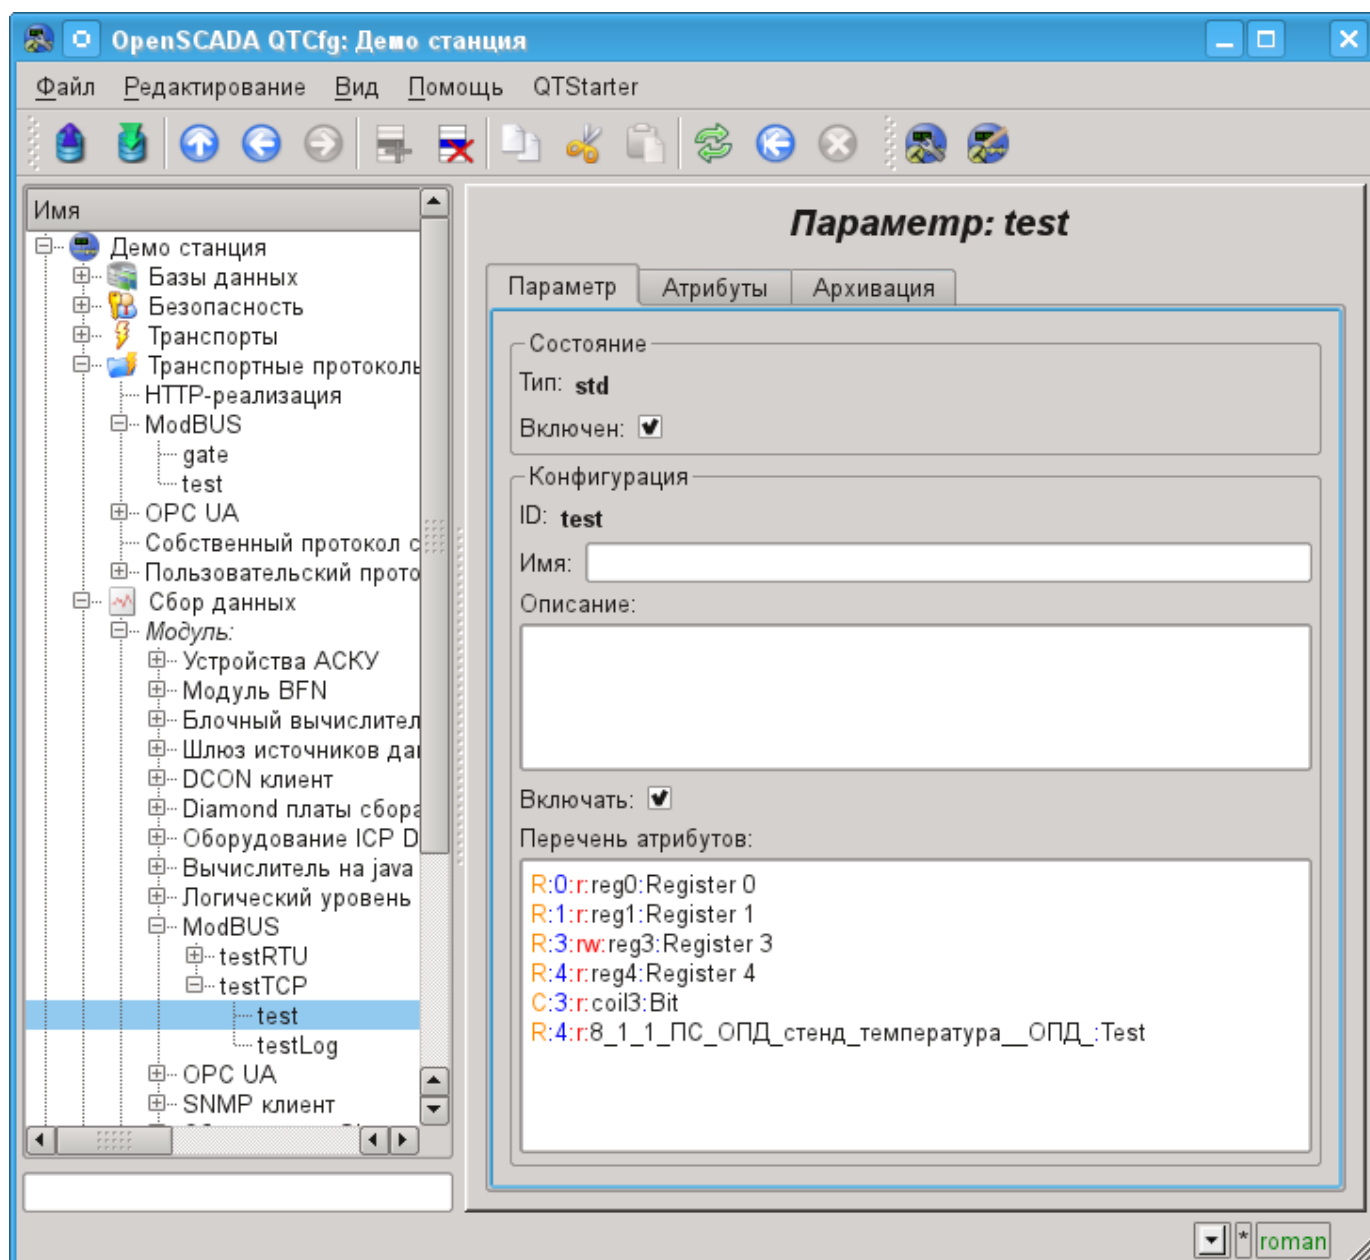 OpenSCADA QTCfg: Демо станция
Файл Редактирование Вид Помощь QTStarter
Имя
Демо станция
Базы данных
Безопасность
Транспорты
Транспортные протоколы
HTTP-реализация
ModBUS
gate
test
OPC UA
Собственный протокол с
Пользовательский прото
Сбор данных
Модуль:
Устройства АСКУ
Модуль BFN
Блочный вычислител
Шлюз источников да
DCON клиент
Diamond платы сбора
Оборудование ICP D
Вычислитель на java
Логический уровень
ModBUS
testRTU
testTCP
test
testLog
OPC UA
SNMP клиент
Параметр: test
Параметр Атрибуты Архивация
Состояние
Тип: std
Включен:
Конфигурация
ID: test
Имя:
Описание:
Включать:
Перечень атрибутов:
R:0:r:reg0:Register 0
R:1:r:reg1:Register 1
R:3:rw:reg3:Register 3
R:4:r:reg4:Register 4
C:3:r:coil3:Bit
R:4:r:8_1_1_ПС_ОПД_стенд_температура__ОПД_:Test
* roman